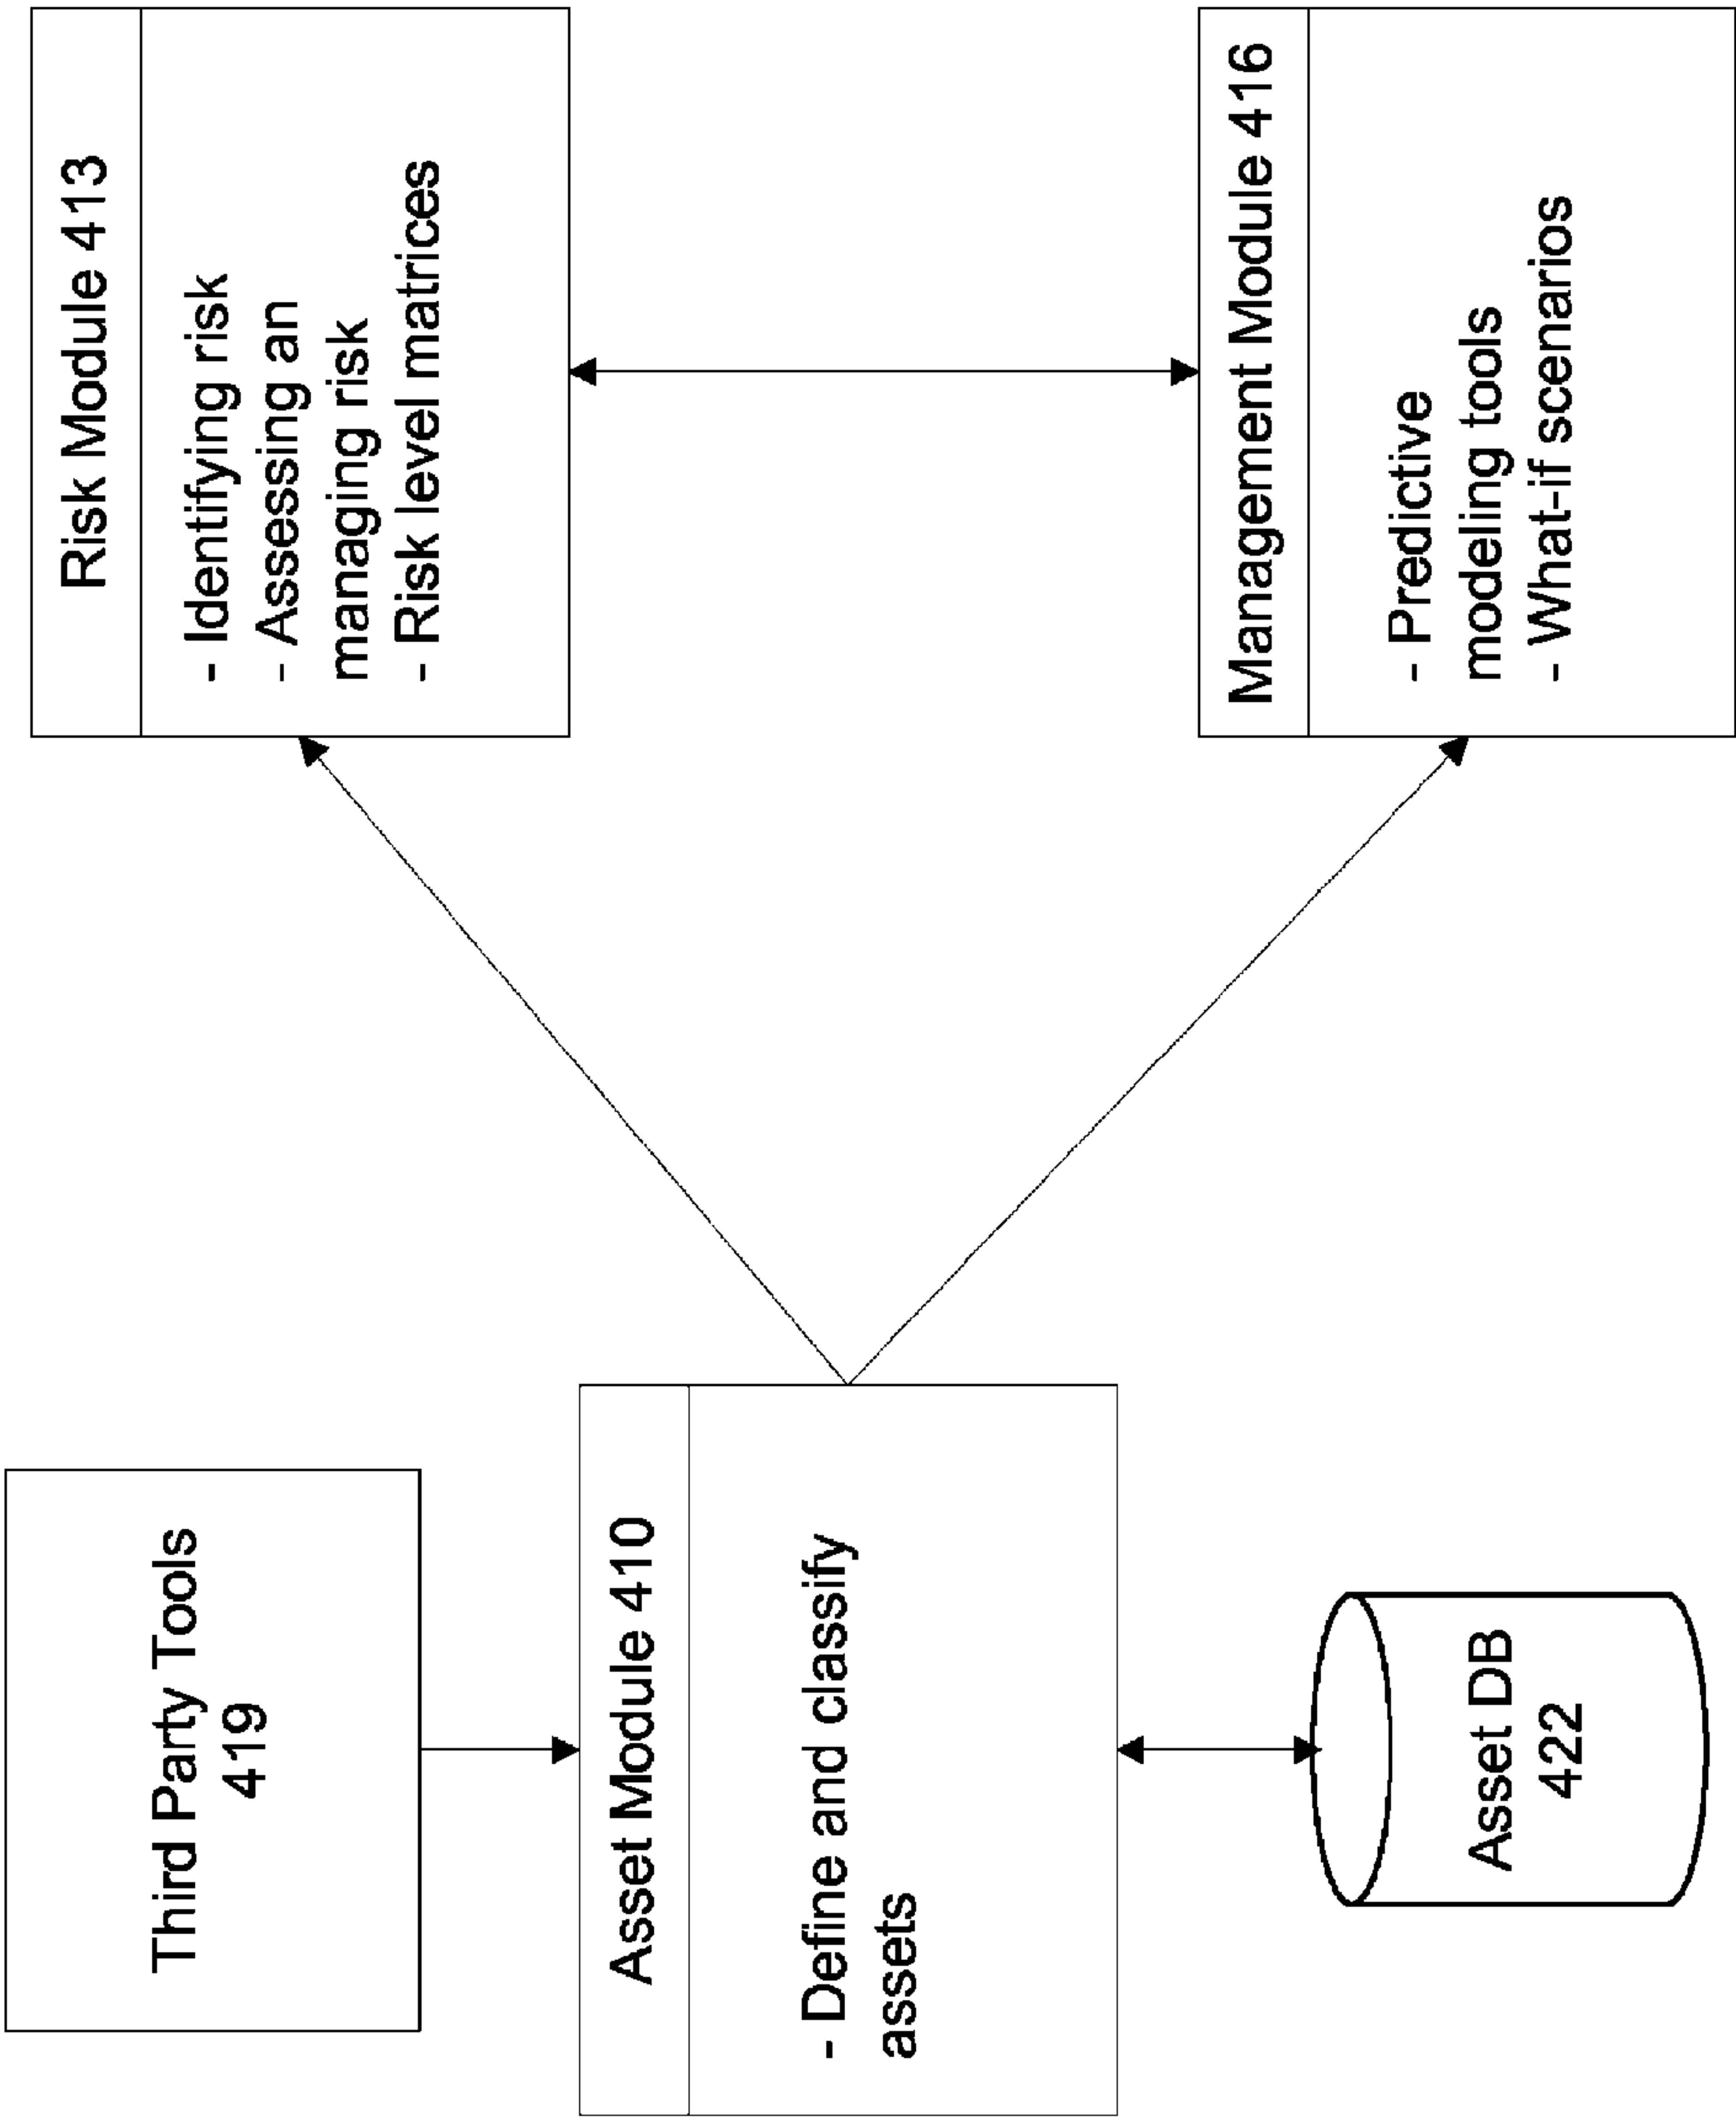 Third Party Tools
419
Asset Module 410
- Define and classify
assets
Asset DB
422
Risk Module 413
- Identifying risk
- Assessing an
managing risk
- Risk level matrices
Management Module 416
- Predictive
modeling tools
- What-if scenarios